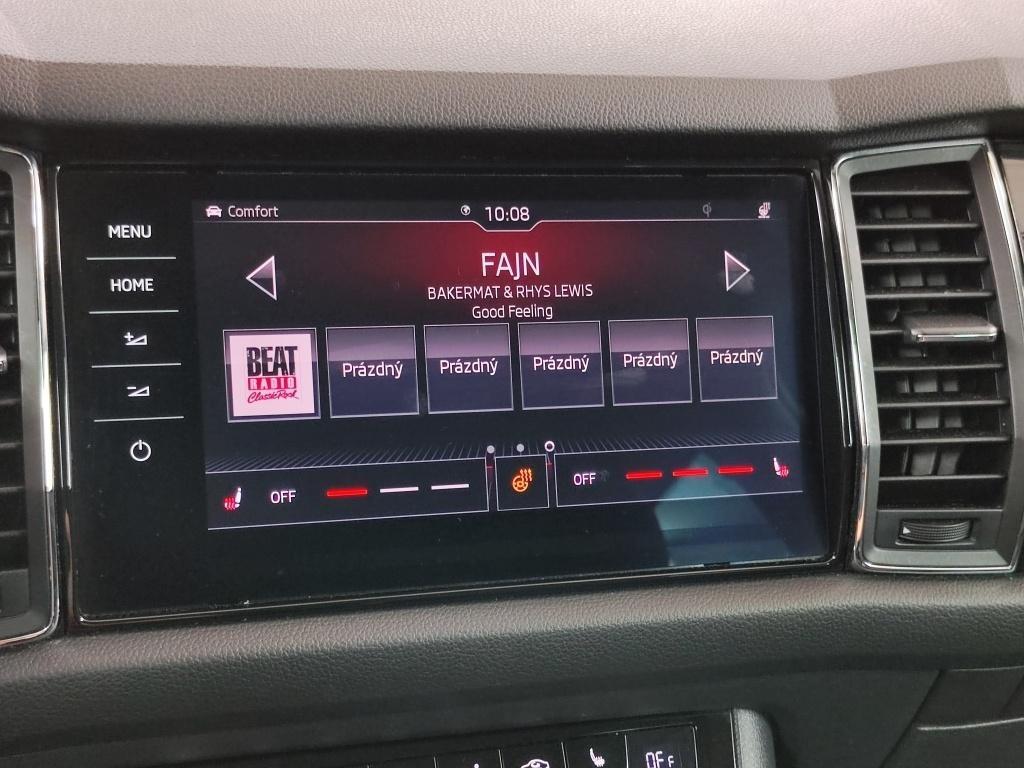 Comfort
10:08
MENU
HOME
FAJN
BAKERMAT & RHYS LEWIS
Good Feeling
BEAT
RADIO
Classic Rock
Prázdný
Prázdný
Prázdný
Prázdný
Prázdný
OFF
OFF
OFF